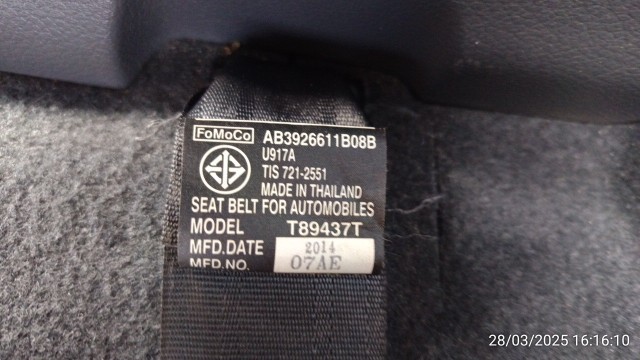 FoMoCo AB3926611B08B
U917A
TIS 721-2551
MADE IN THAILAND
SEAT BELT FOR AUTOMOBILES
MODEL T89437T
MFD.DATE 2014
MFD.NO. 07AE
28/03/2025 16:16:10